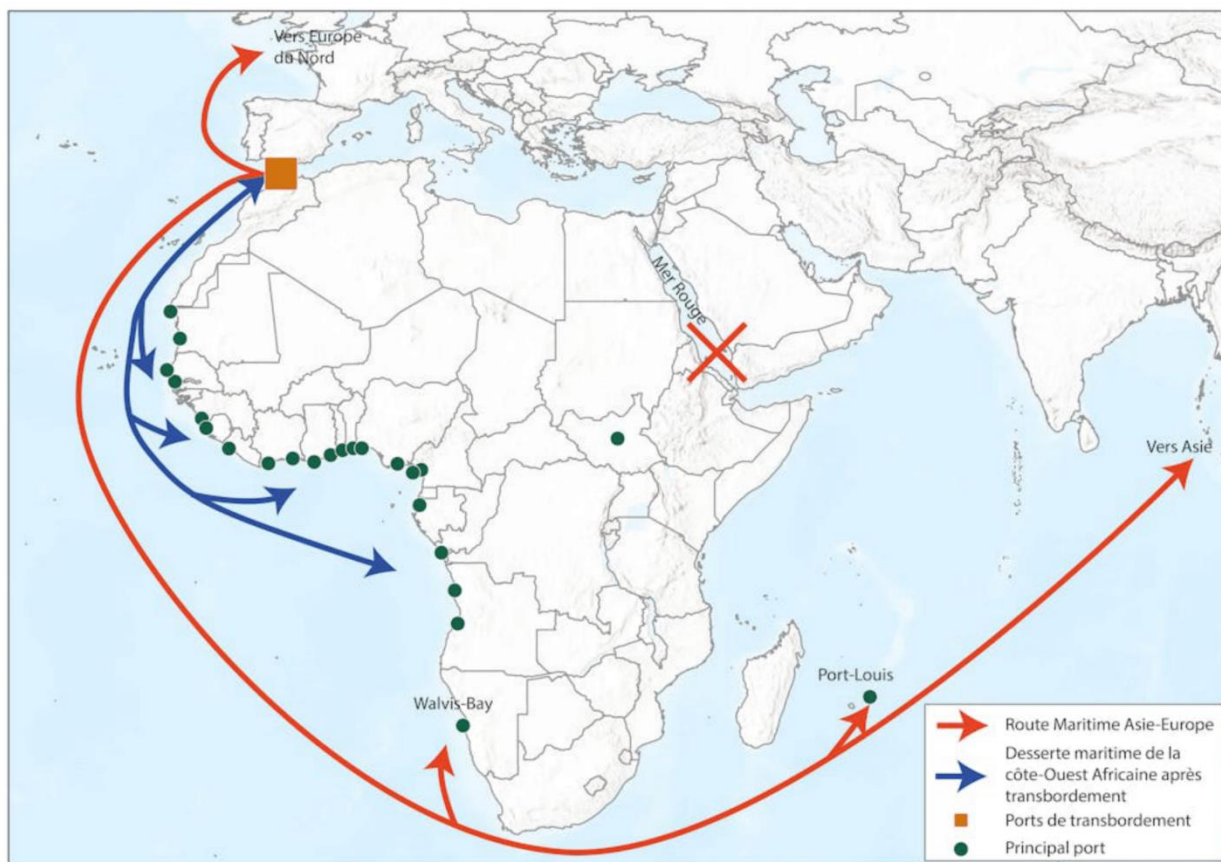 Vers Europe
du Nord
Mer Rouge
Vers Asie
Port-Louis
Walvis-Bay
Route Maritime Asie-Europe
Desserte maritime de la
côte-Ouest Africaine après
transbordement
Ports de transbordement
Principal port